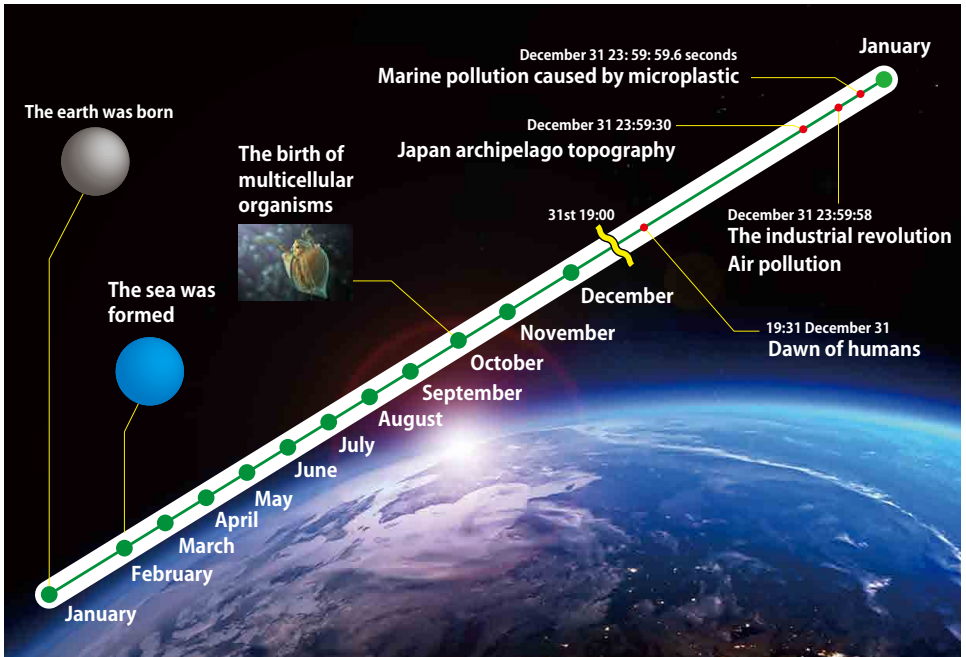 December 31 23: 59: 59.6 seconds
Marine pollution caused by microplastic
January
The earth was born
December 31 23:59:30
Japan archipelago topography
The birth of
multicellular
organisms
31st 19:00
December 31 23:59:58
The industrial revolution
Air pollution
The sea was
formed
December
November
19:31 December 31
Dawn of humans
October
September
August
July
June
May
April
March
February
January